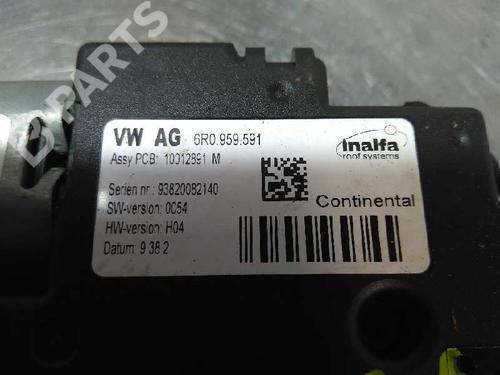 B-PARTS
VW AG 6R0.959.591
Assy PCB: 10012891 M
Serien nr.: 93820082140
SW-version: 0054
HW-version: H04
Datum: 9.38.2
Inalfa
roof systems
Continental